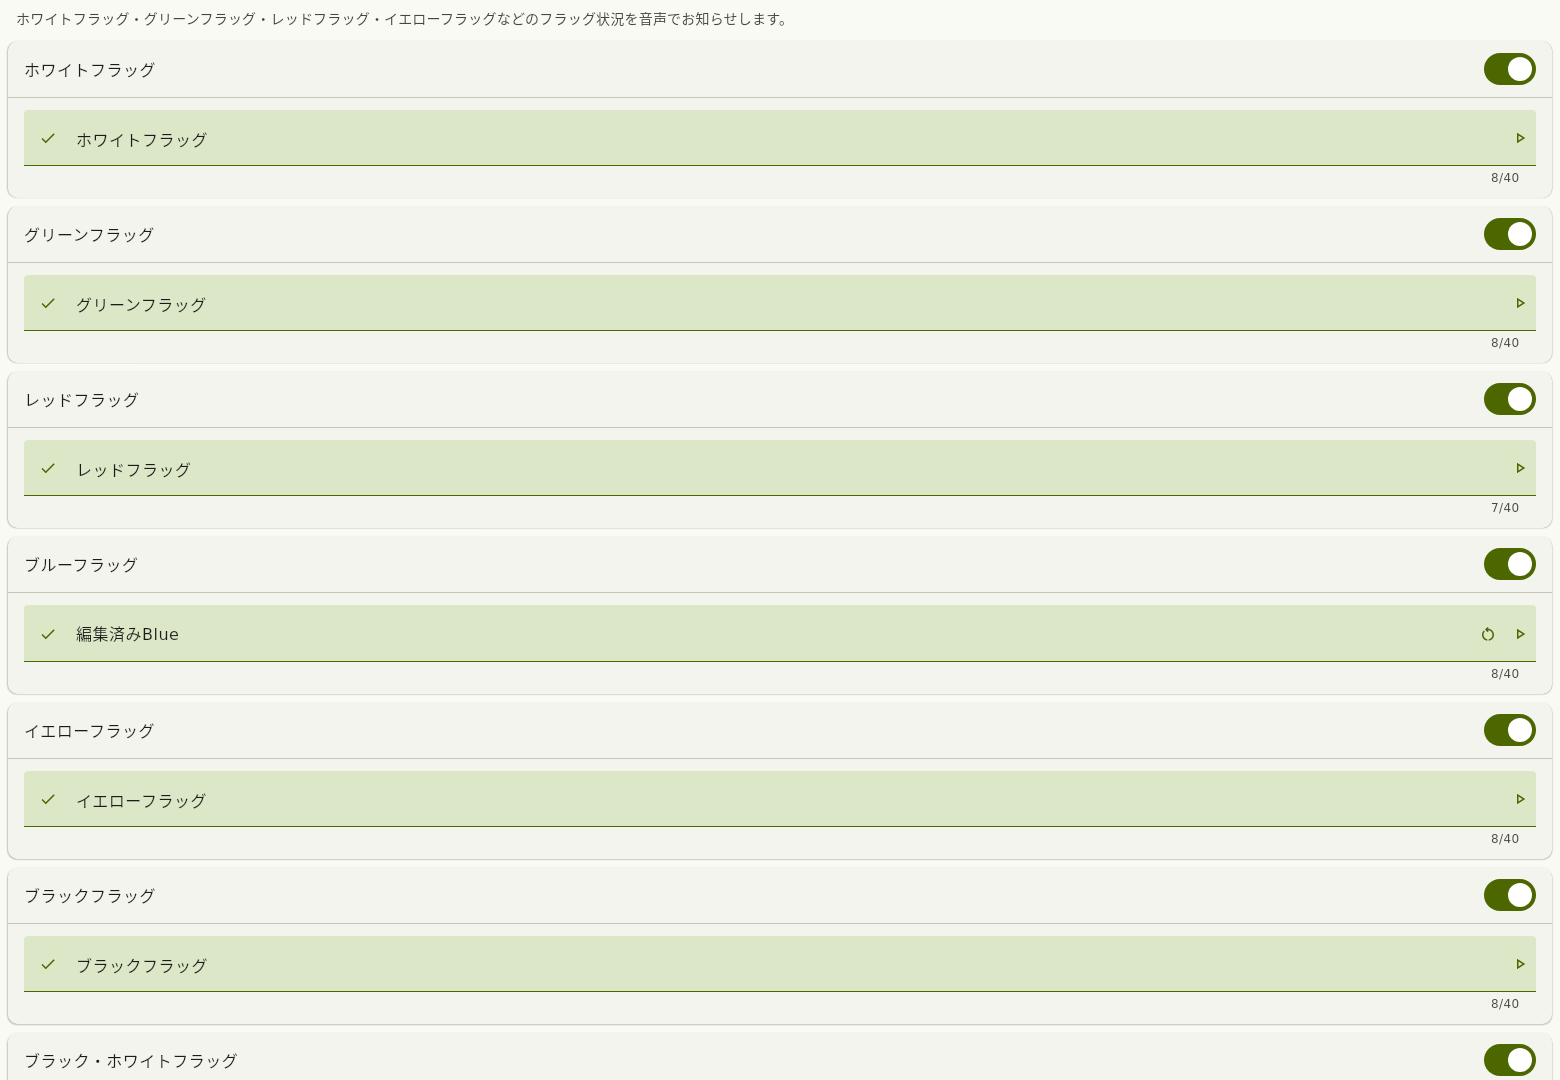 ホワイトフラッグ・グリーンフラッグ・レッドフラッグ・イエローフラッグなどのフラッグ状況を音声でお知らせします。
ホワイトフラッグ
ホワイトフラッグ
8/40
グリーンフラッグ
グリーンフラッグ
8/40
レッドフラッグ
レッドフラッグ
7/40
ブルーフラッグ
編集済みBlue
8/40
イエローフラッグ
イエローフラッグ
8/40
ブラックフラッグ
ブラックフラッグ
8/40
ブラック・ホワイトフラッグ